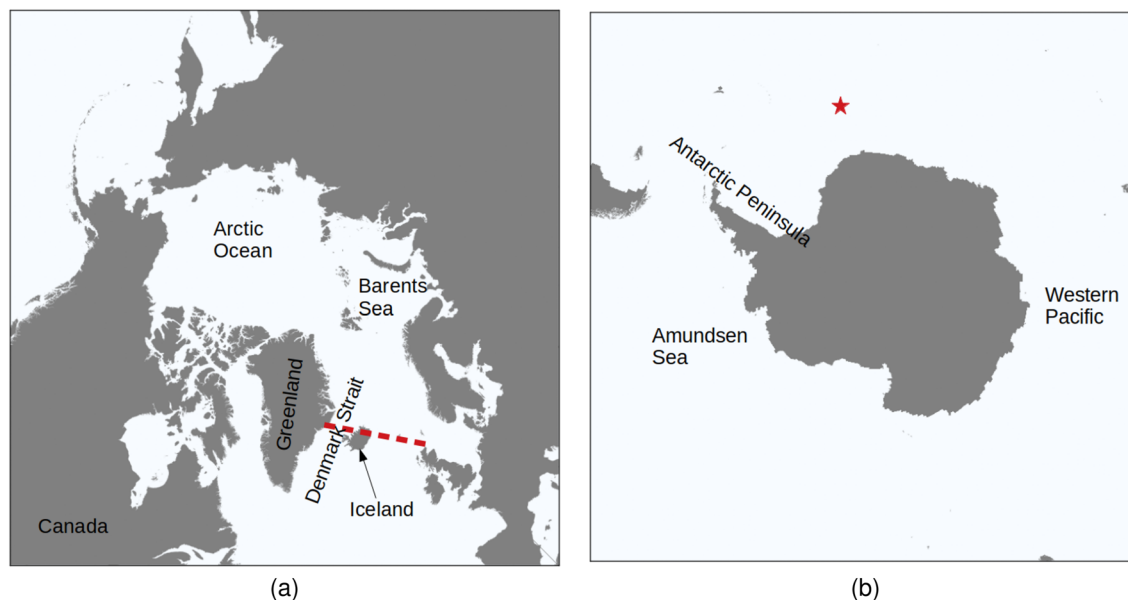 Arctic
Ocean
Barents
Sea
Greenland
Denmark Strait
Iceland
Canada
(a)
Antarctic Peninsula
Western
Pacific
Amundsen
Sea
(b)